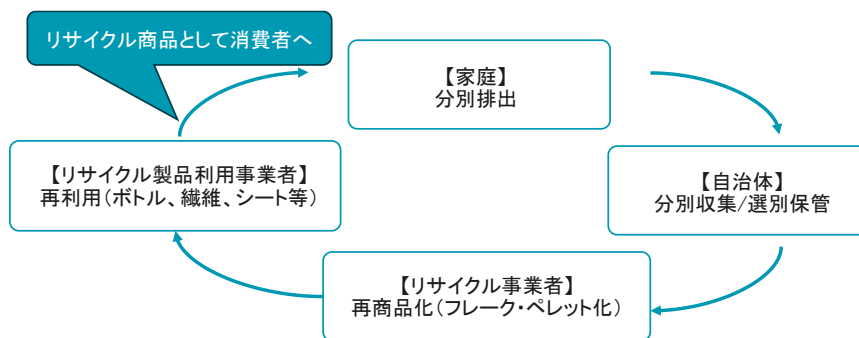 リサイクル商品として消費者へ
【家庭】
分別排出
【自治体】
分別収集/選別保管
【リサイクル事業者】
再商品化(フレーク・ペレット化)
【リサイクル製品利用事業者】
再利用(ボトル、繊維、シート等)